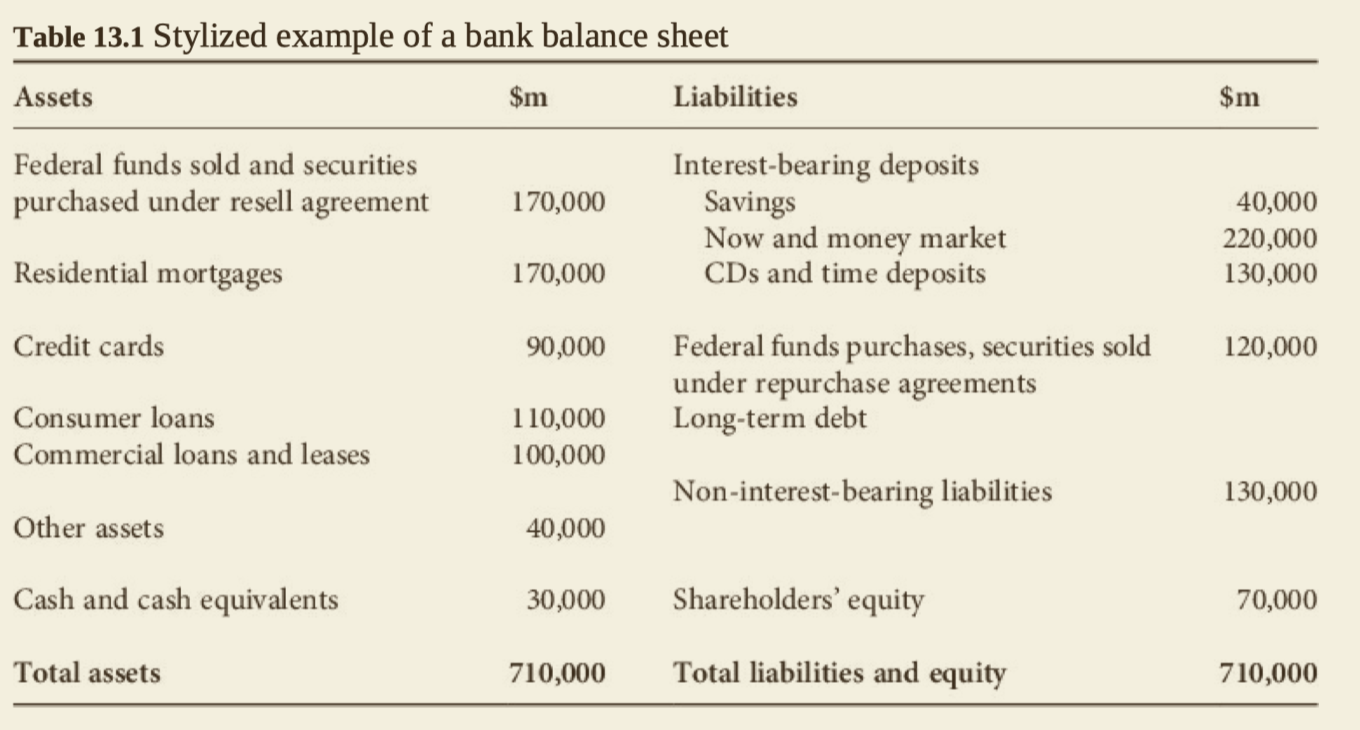 Table 13.1 Stylized example of a bank balance sheet
Assets $m Liabilities $m
Federal funds sold and securities Interest-bearing deposits
purchased under resell agreement 170,000 Savings 40,000
Now and money market 220,000
Residential mortgages 170,000 CDs and time deposits 130,000
Credit cards 90,000 Federal funds purchases, securities sold 120,000
under repurchase agreements
Consumer loans 110,000 Long-term debt
Commercial loans and leases 100,000
Non-interest-bearing liabilities 130,000
Other assets 40,000
Cash and cash equivalents 30,000 Shareholders’ equity 70,000
Total assets 710,000 Total liabilities and equity 710,000